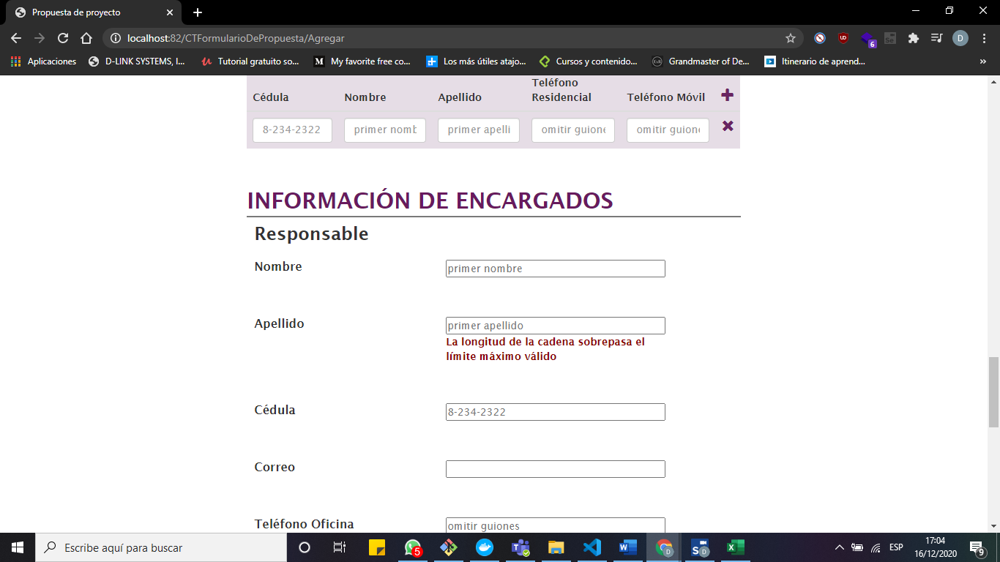 Propuesta de proyecto
localhost:82/CTFormularioDePropuesta/Agregar
6
D
Aplicaciones D-LINK SYSTEMS, I... Tutorial gratuito so... My favorite free co... Los más útiles atajo... Cursos y contenido... Grandmaster of De... Itinerario de aprend... »
Cédula Nombre Apellido Teléfono Residencial Teléfono Móvil
8-234-2322 primer nomb primer apelli omitir guione omitir guion
INFORMACIÓN DE ENCARGADOS
Responsable
Nombre primer nombre
Apellido primer apellido
La longitud de la cadena sobrepasa el
límite máximo válido
Cédula 8-234-2322
Correo
Teléfono Oficina omitir guiones
Escribe aquí para buscar
5
ESP
17:04
16/12/2020
9